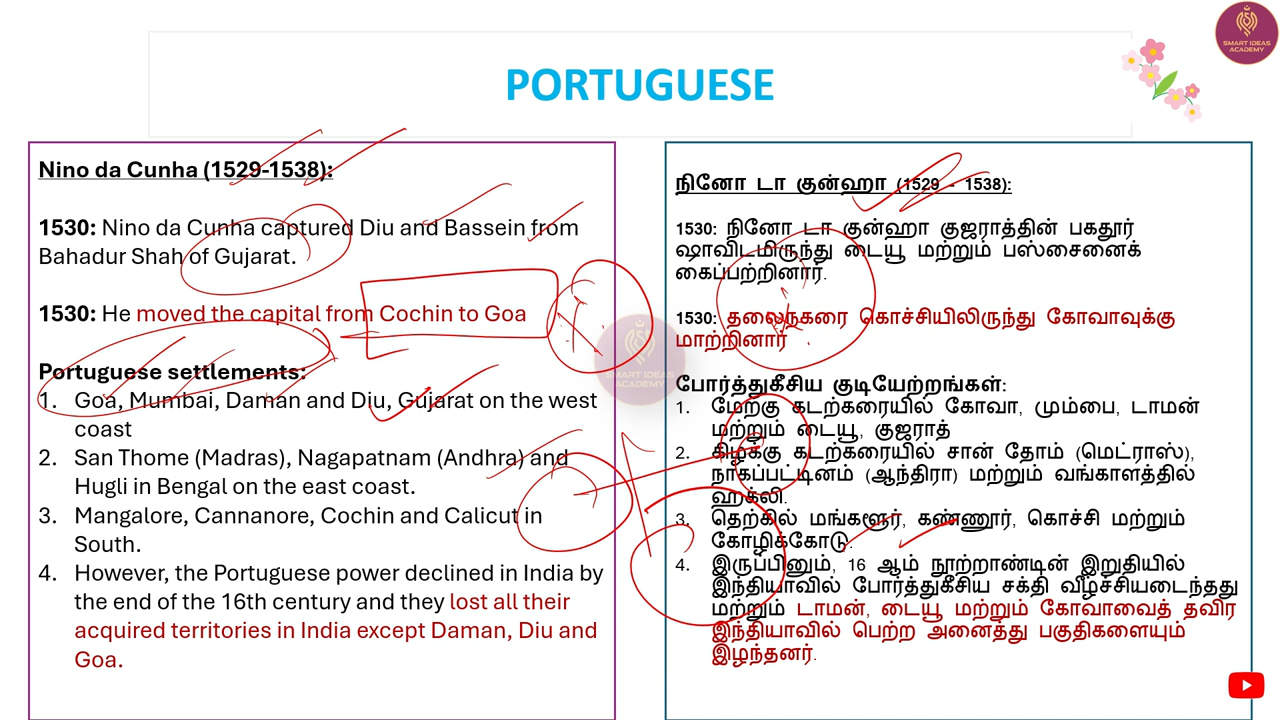 SMART IDEAS
ACADEMY
PORTUGUESE
Nino da Cunha (1529-1538):
1530: Nino da Cunha captured Diu and Bassein from
Bahadur Shah of Gujarat.
1530: He moved the capital from Cochin to Goa
Portuguese settlements:
1. Goa, Mumbai, Daman and Diu, Gujarat on the west
coast
2. San Thome (Madras), Nagapatnam (Andhra) and
Hugli in Bengal on the east coast.
3. Mangalore, Cannanore, Cochin and Calicut in
South.
4. However, the Portuguese power declined in India by
the end of the 16th century and they lost all their
acquired territories in India except Daman, Diu and
Goa.
SMART IDEAS
ACADEMY
நினோ டா குன்ஹா (1529 - 1538):
1530: நினோ டா குன்ஹா குஜராத்தின் பகதூர்
ஷாவிடமிருந்து டையூ மற்றும் பஸ்சைனைக்
கைப்பற்றினார்.
1530: தலைநகரை கொச்சியிலிருந்து கோவாவுக்கு
மாற்றினார்
போர்த்துகீசிய குடியேற்றங்கள்:
1. மேற்கு கடற்கரையில் கோவா, மும்பை, டாமன்
மற்றும் டையூ, குஜராத்
2. கிழக்கு கடற்கரையில் சான் தோம் (மெட்ராஸ்),
நாகப்பட்டினம் (ஆந்திரா) மற்றும் வங்காளத்தில்
ஹக்லி.
3. தெற்கில் மங்களூர், கண்ணூர், கொச்சி மற்றும்
கோழிக்கோடு.
4. இருப்பினும், 16 ஆம் நூற்றாண்டின் இறுதியில்
இந்தியாவில் போர்த்துகீசிய சக்தி வீழ்ச்சியடைந்தது
மற்றும் டாமன், டையூ மற்றும் கோவாவைத் தவிர
இந்தியாவில் பெற்ற அனைத்து பகுதிகளையும்
இழந்தனர்.